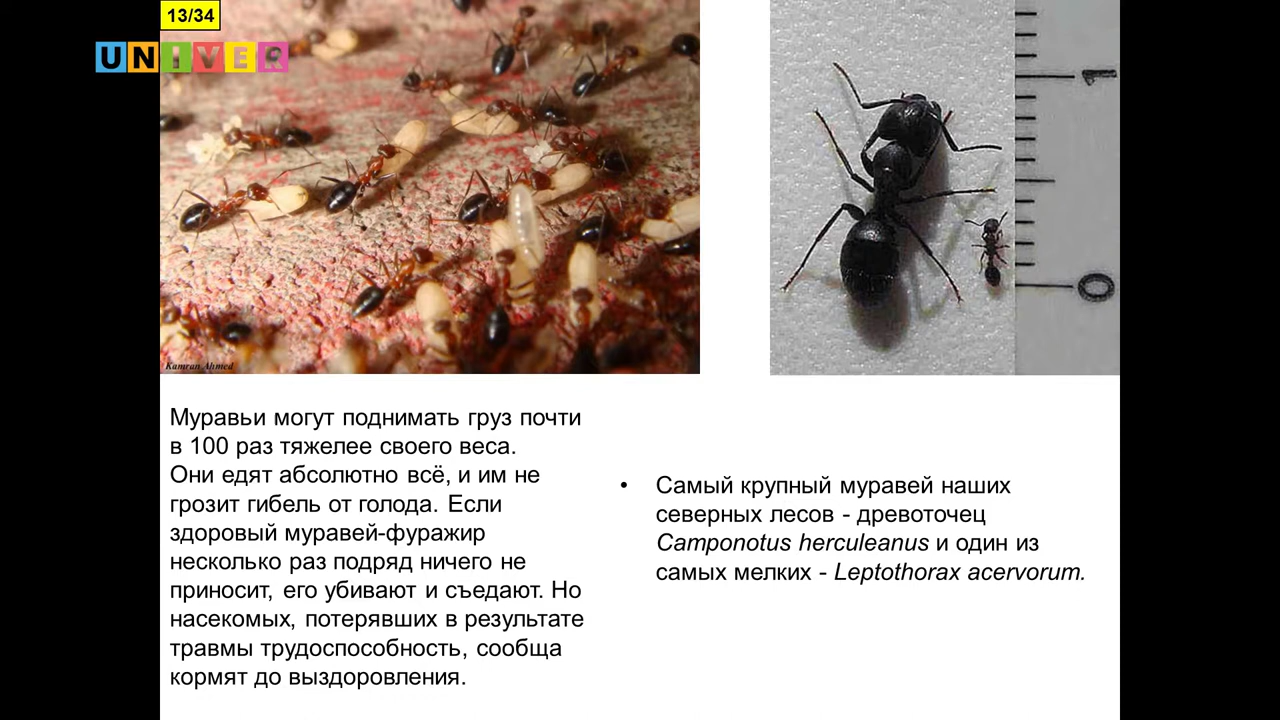 13/34
UNIVER
Kamran Ahmed
1
0
Муравьи могут поднимать груз почти
в 100 раз тяжелее своего веса.
Они едят абсолютно всё, и им не
грозит гибель от голода. Если
здоровый муравей-фуражир
несколько раз подряд ничего не
приносит, его убивают и съедают. Но
насекомых, потерявших в результате
травмы трудоспособность, сообща
кормят до выздоровления.
• Самый крупный муравей наших
северных лесов - древоточец
Camponotus herculeanus и один из
самых мелких - Leptothorax acervorum.